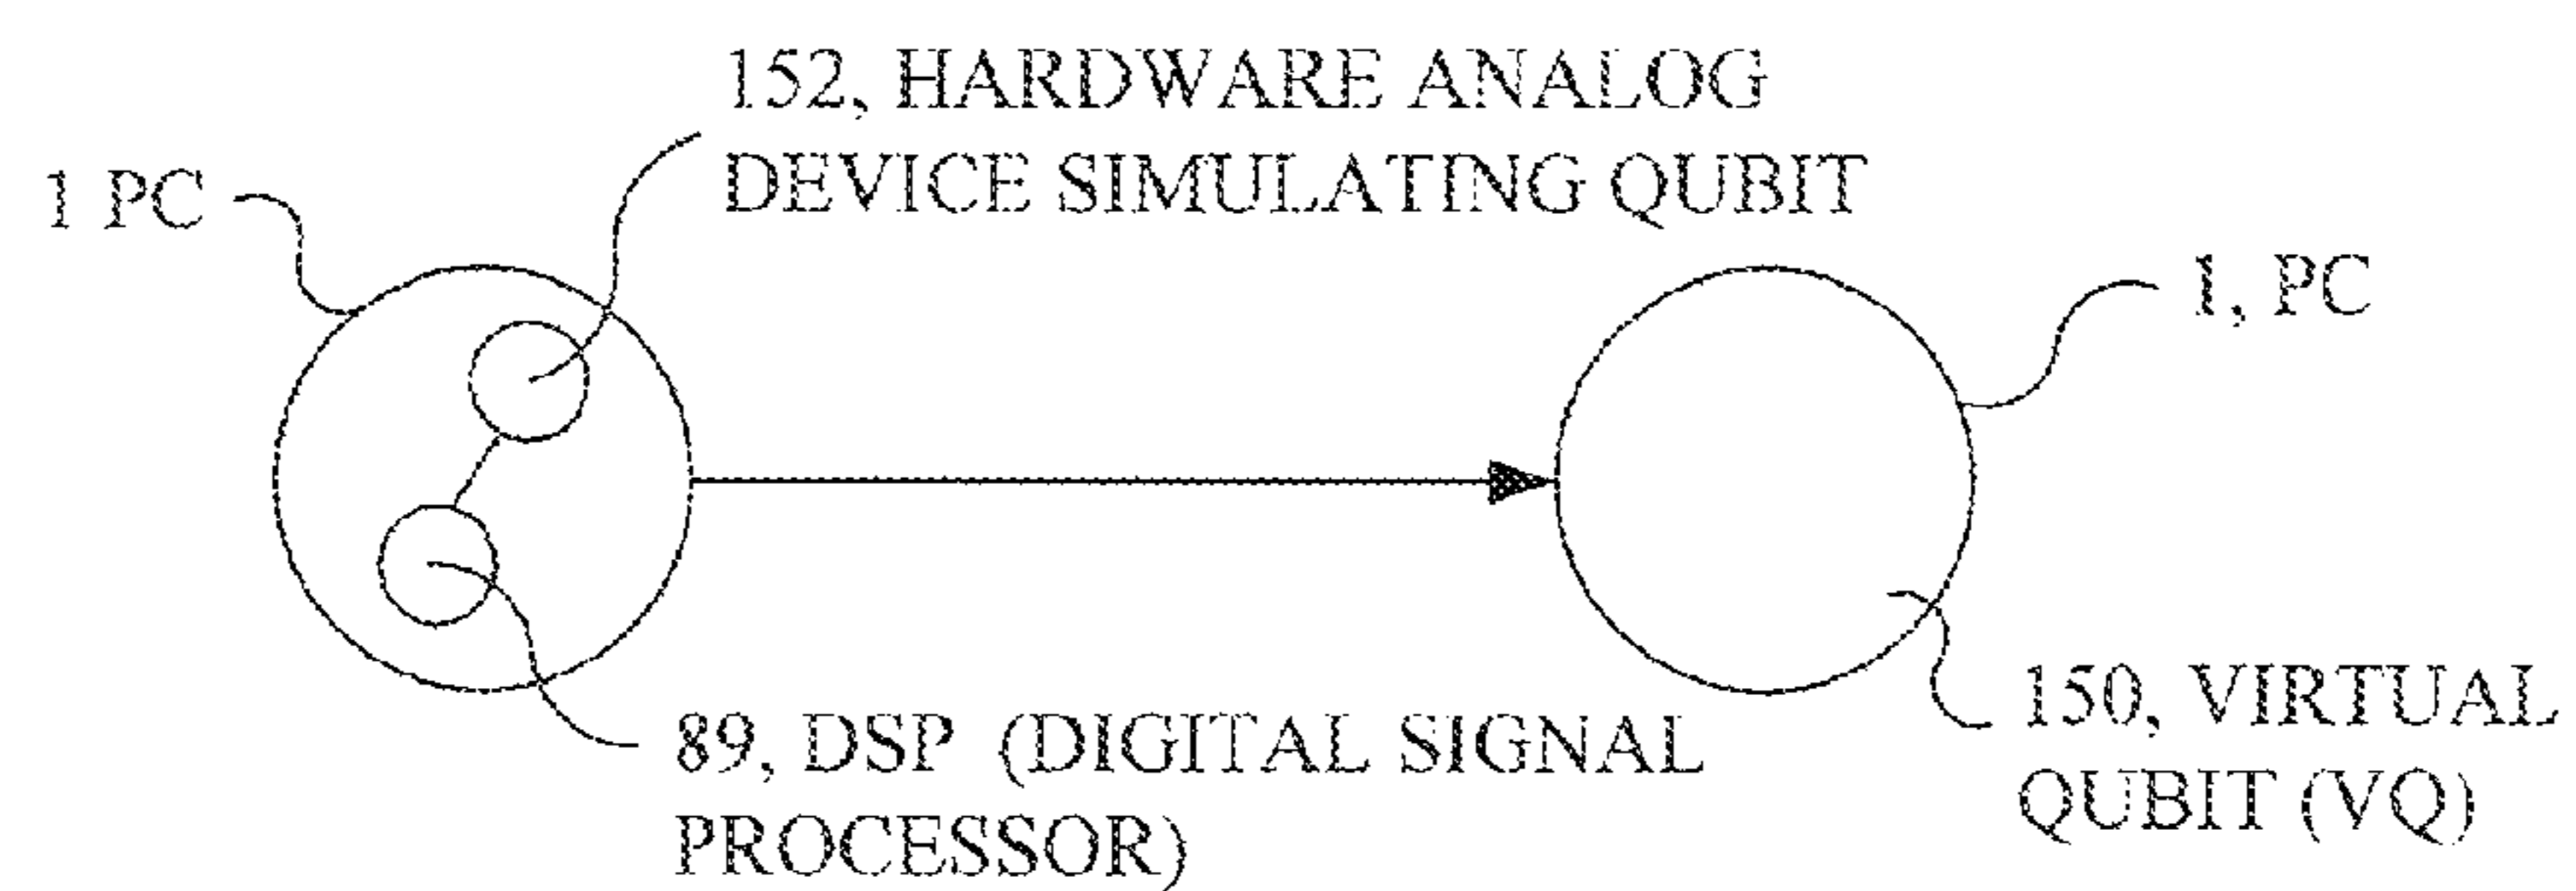 152, HARDWARE ANALOG
DEVICE SIMULATING QUBIT
1 PC
1, PC
89, DSP (DIGITAL SIGNAL
PROCESSOR)
150, VIRTUAL
QUBIT (VQ)